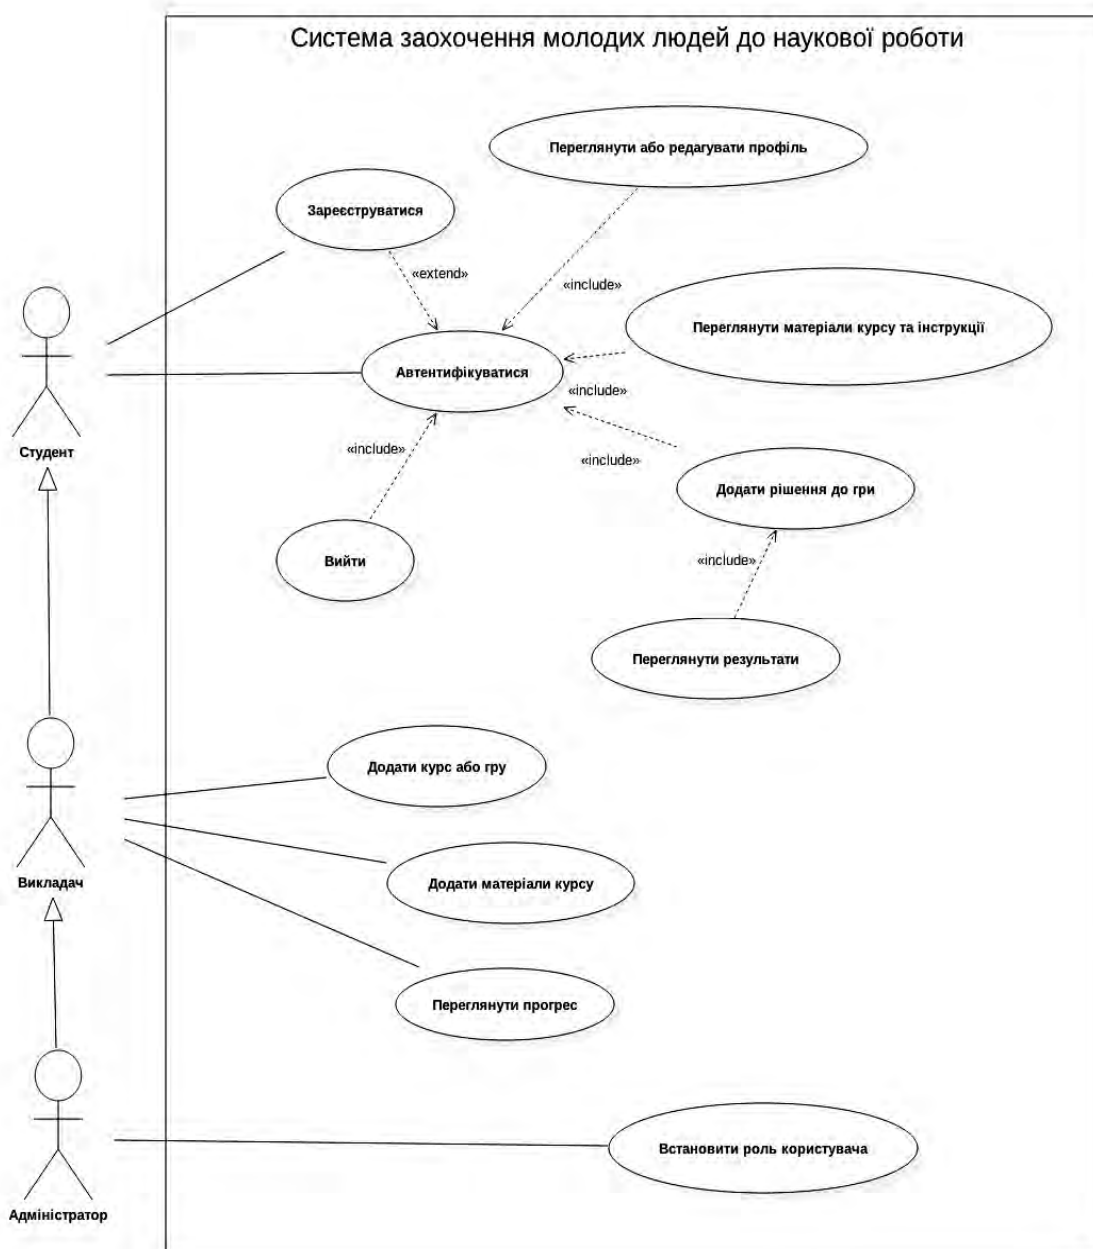 Система заохочення молодих людей до наукової роботи
Переглянути або редагувати профіль
Зареєструватися
«extend»
«include»
Переглянути матеріали курсу та інструкції
Автентифікуватися
«include»
Студент
«include»
«include»
Додати рішення до гри
Вийти
«include»
Переглянути результати
Додати курс або гру
Викладач
Додати матеріали курсу
Переглянути прогрес
Встановити роль користувача
Адміністратор